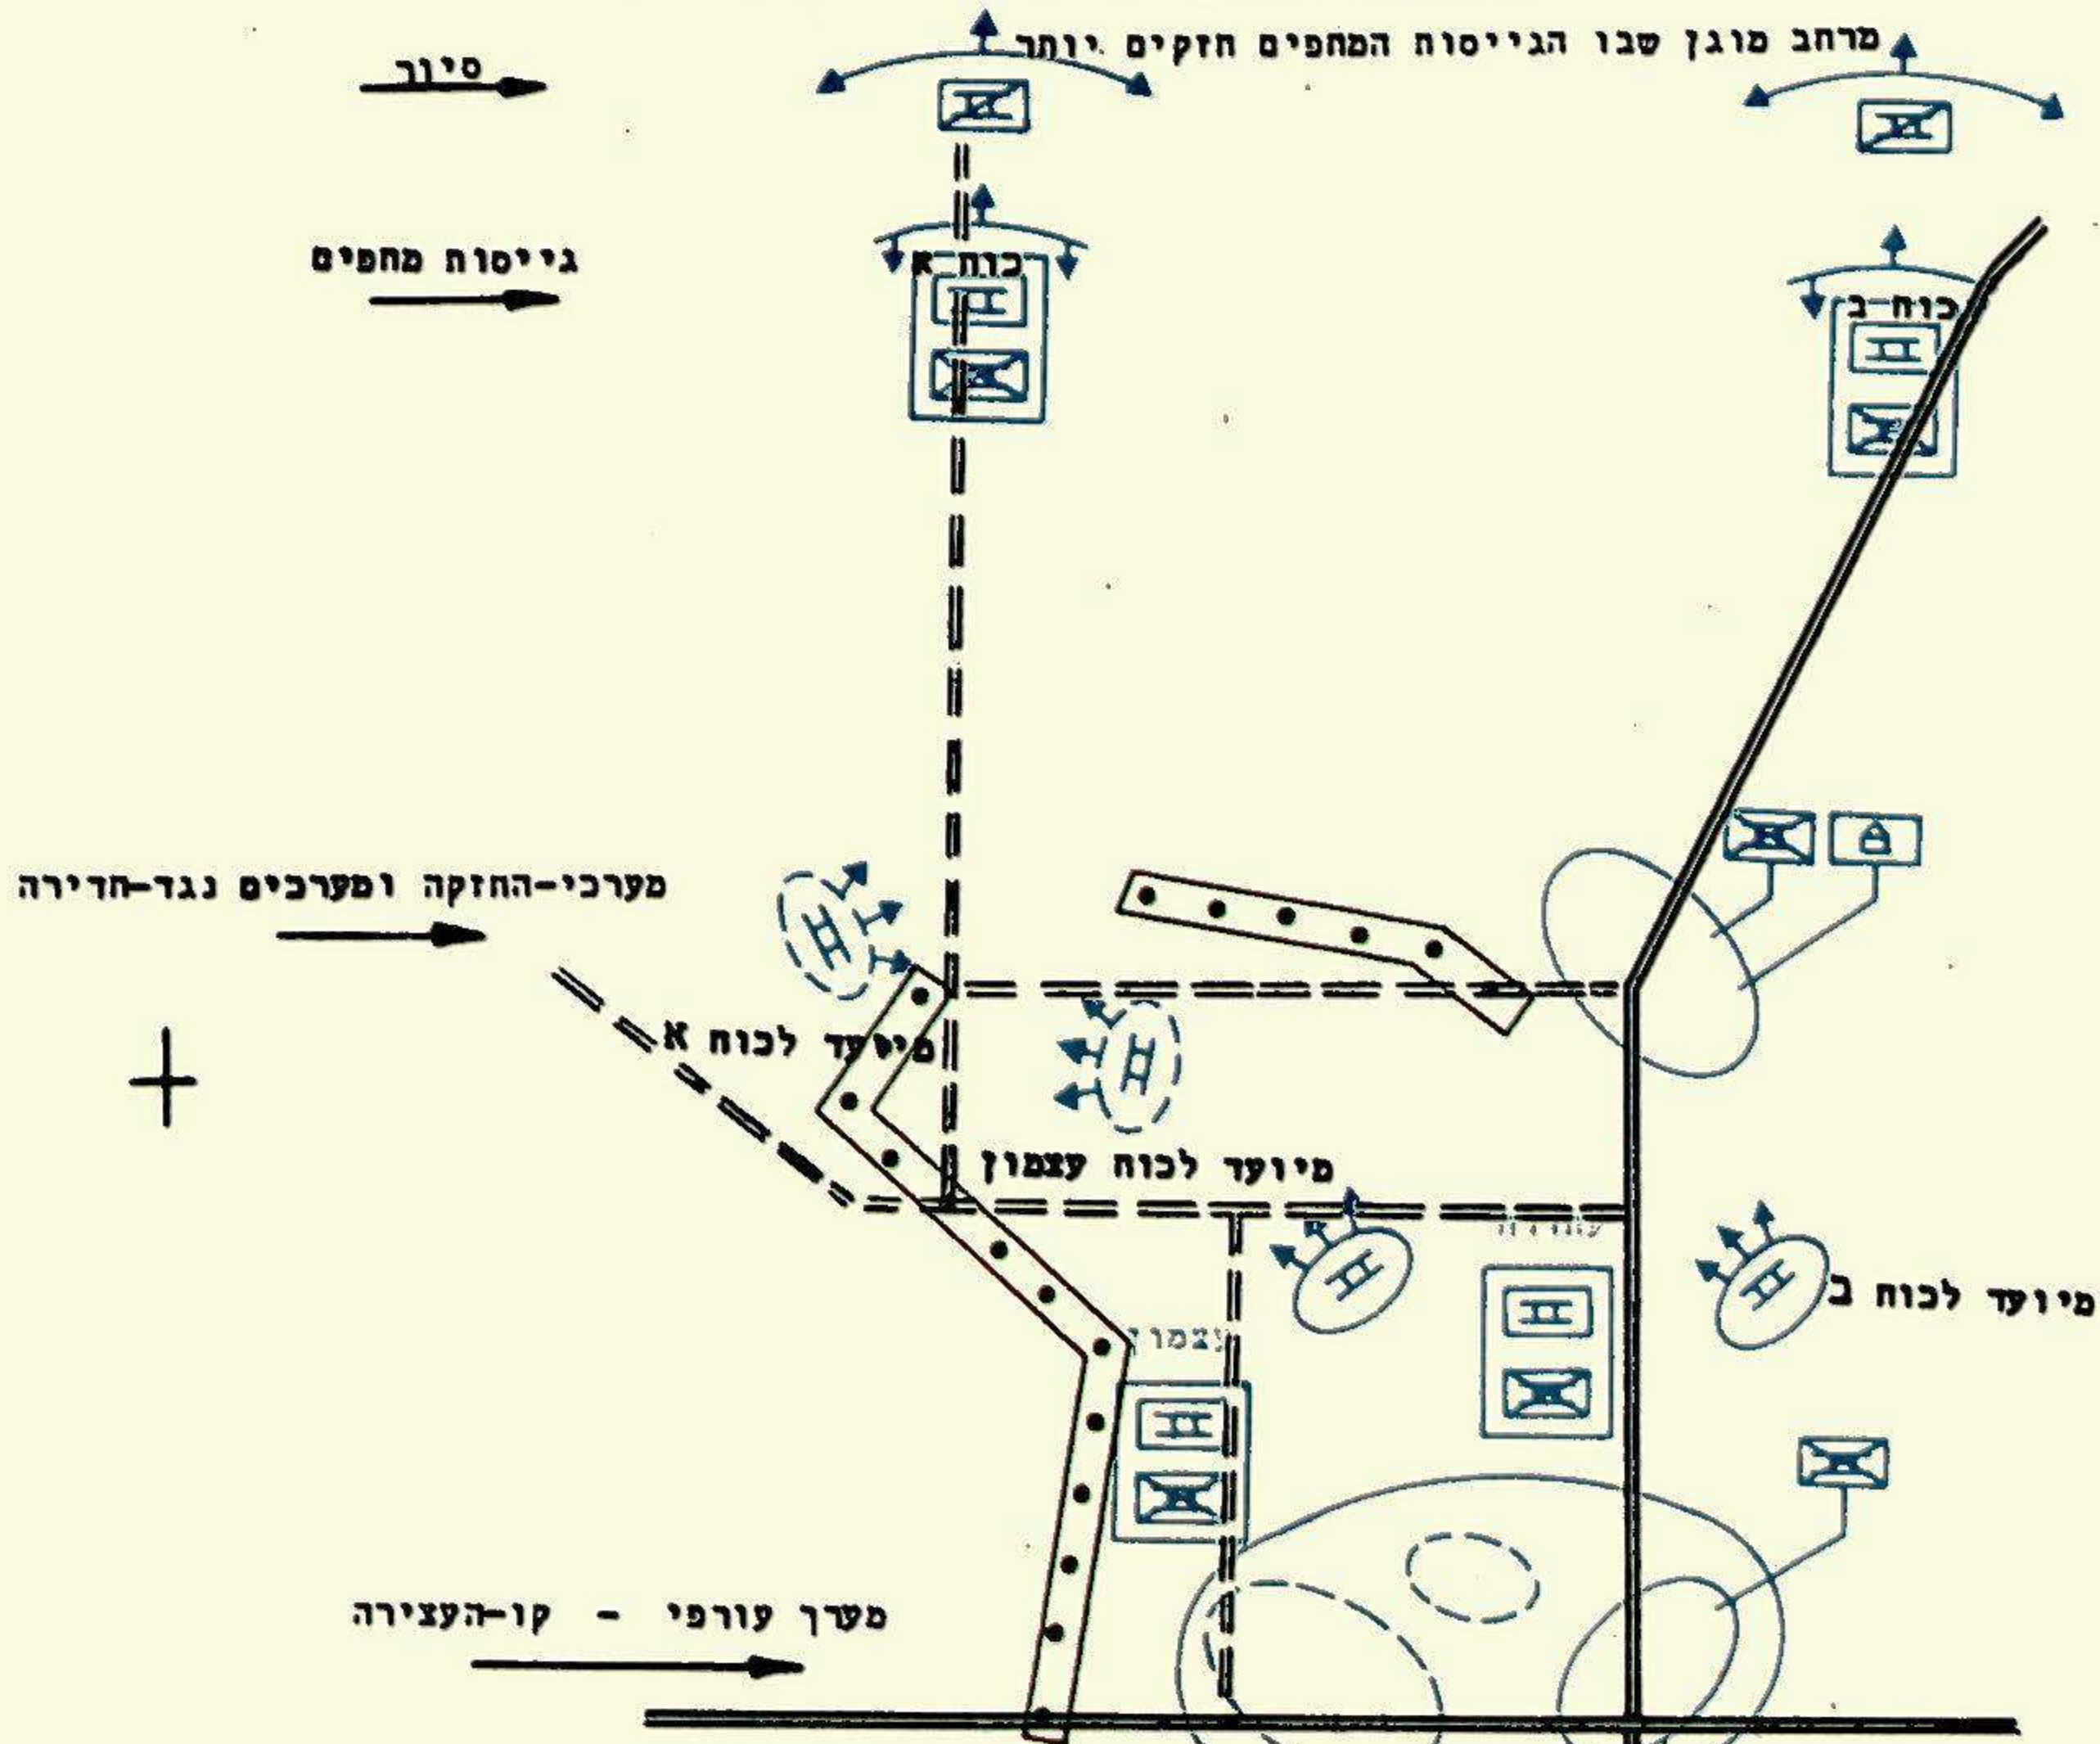 מרחב מוגן שבו הגייסות המחפים חזקים יותר
סיור
גייסות מחפים
כוח א
כוח ב
מערכי-החזקה ומערכים נגד-חדירה
מיועד לכוח א
מיועד לכוח עצמון
מיועד לכוח ב
עצמון
מערך עורפי - קו-העצירה